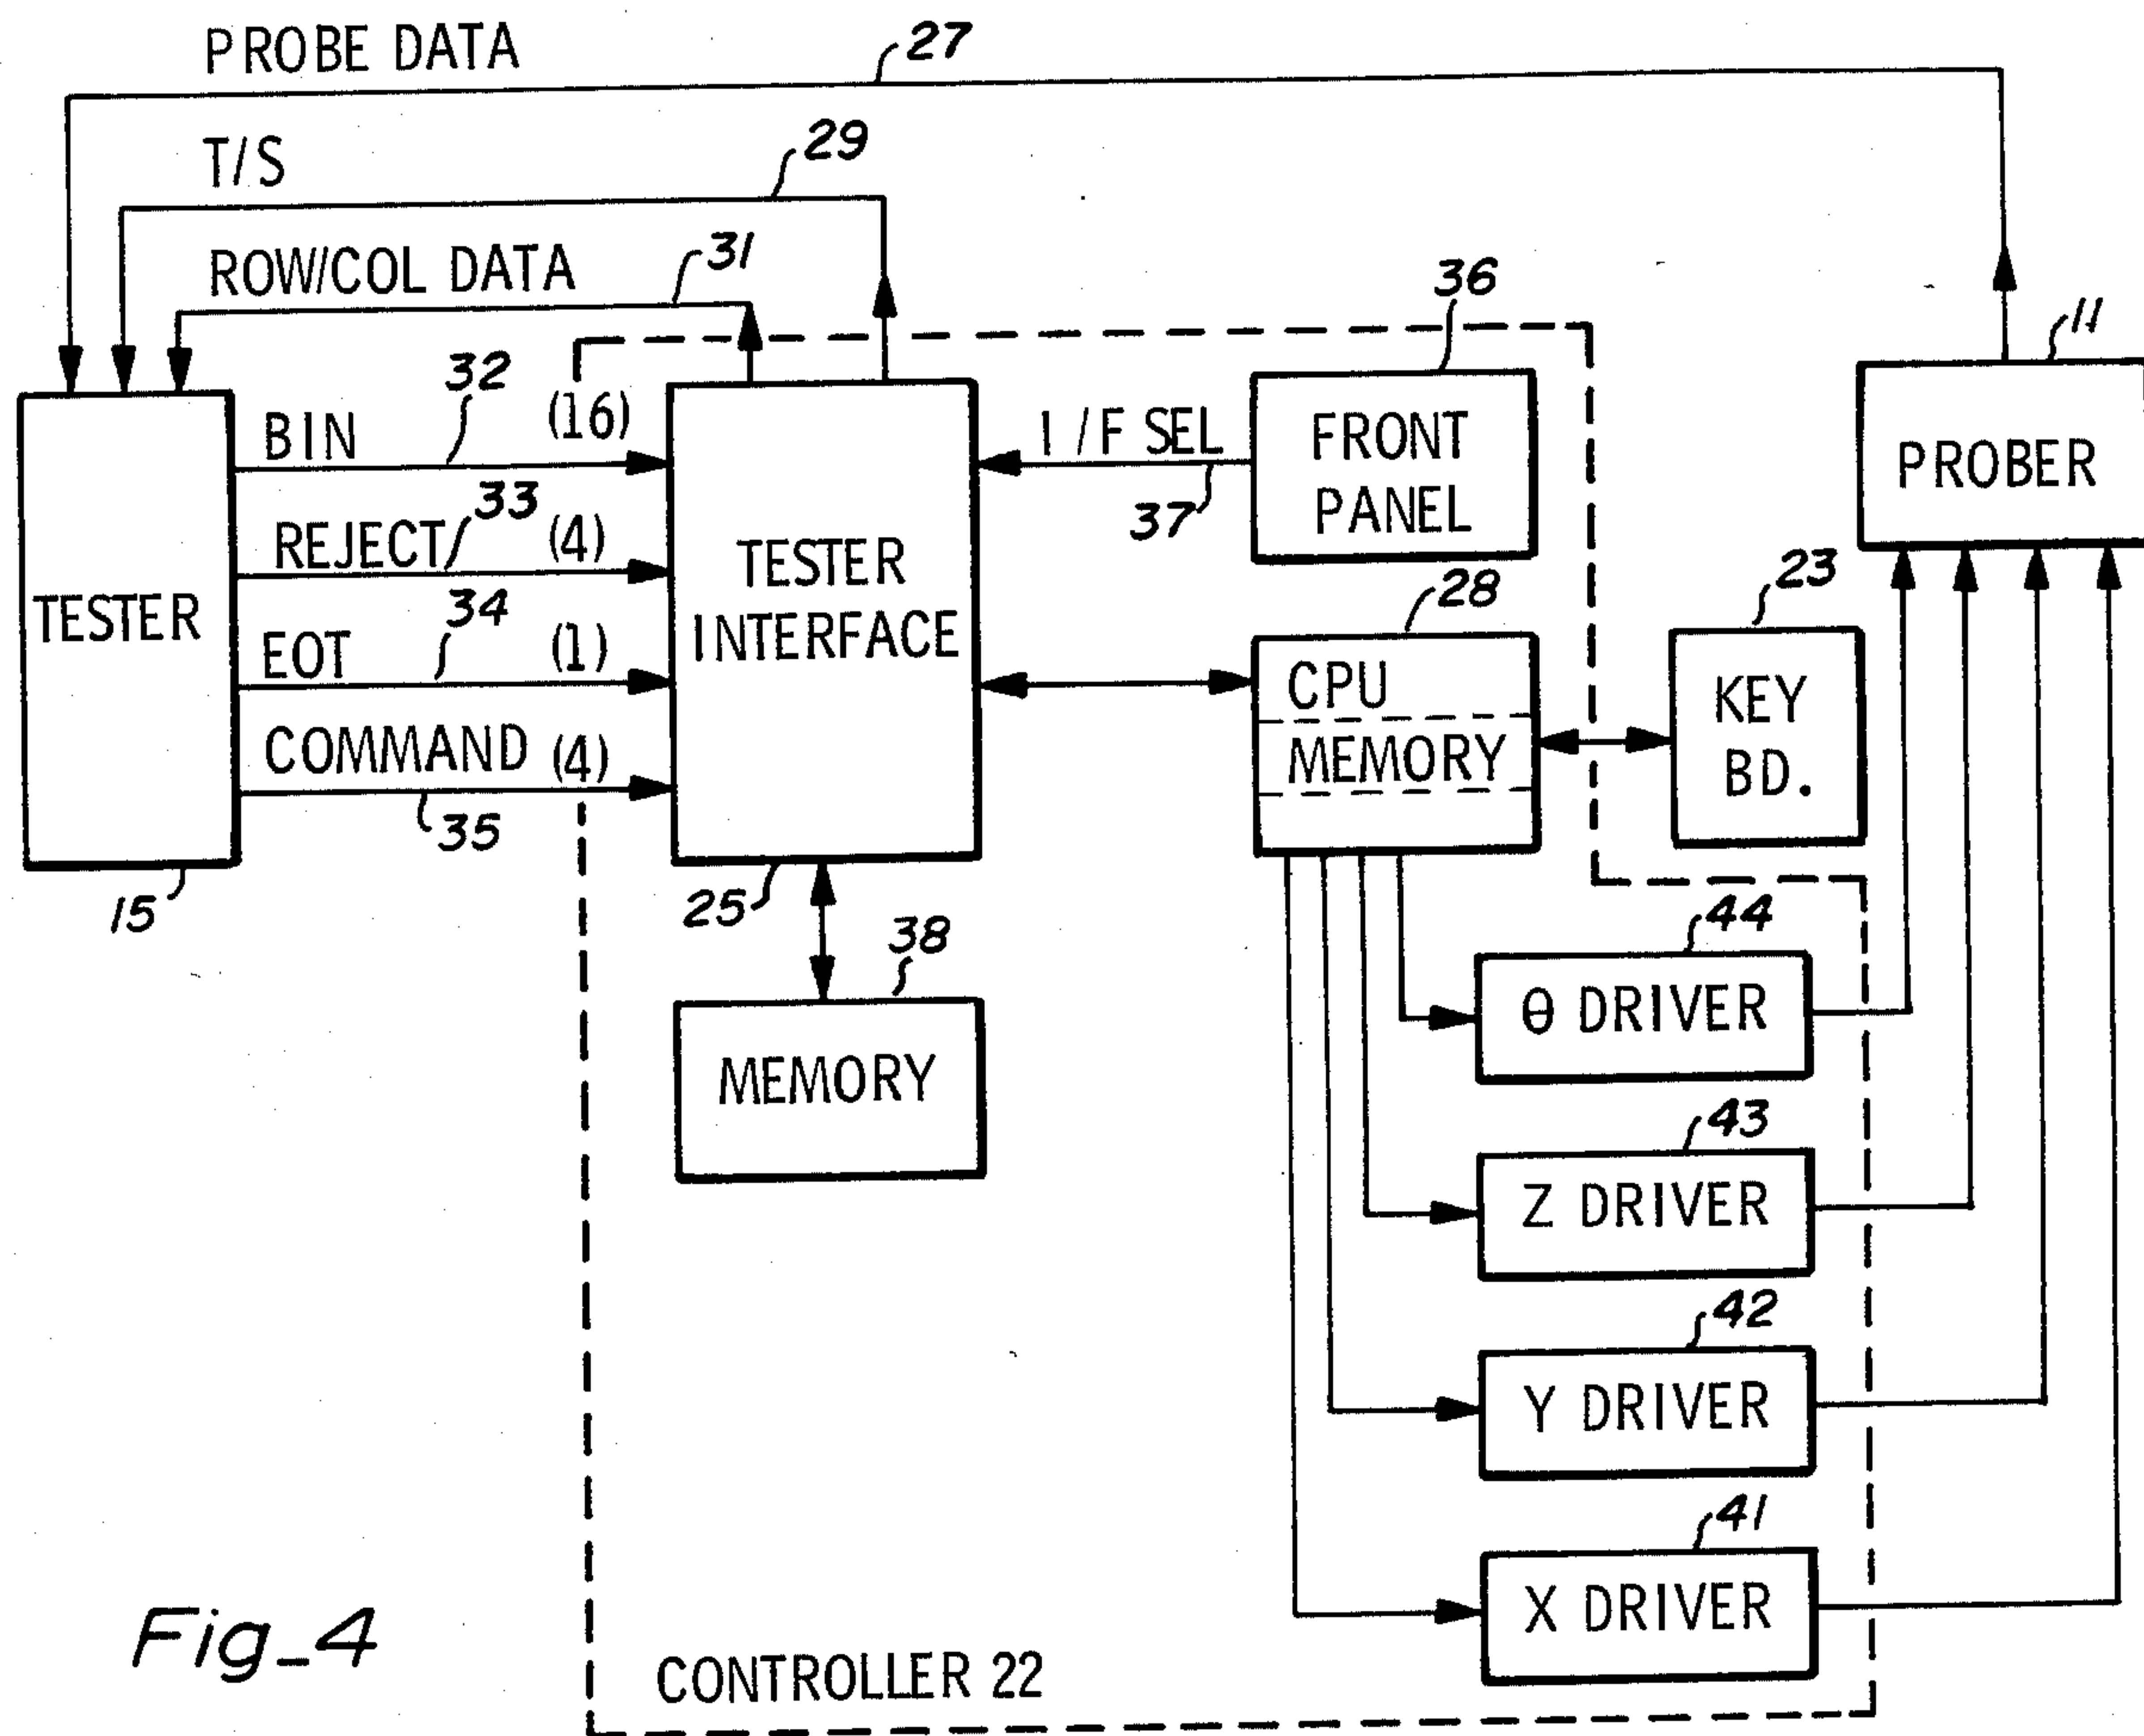 PROBE DATA
27
T/S
29
ROW/COL DATA
31
36
11
32
BIN
(16)
I/F SEL
37
FRONT
PANEL
PROBER
33
REJECT
(4)
TESTER
TESTER
INTERFACE
34
EOT
(1)
28
CPU
MEMORY
23
KEY
BD.
COMMAND
(4)
35
15
25
38
MEMORY
44
θ DRIVER
43
Z DRIVER
42
Y DRIVER
41
X DRIVER
Fig_4
CONTROLLER 22